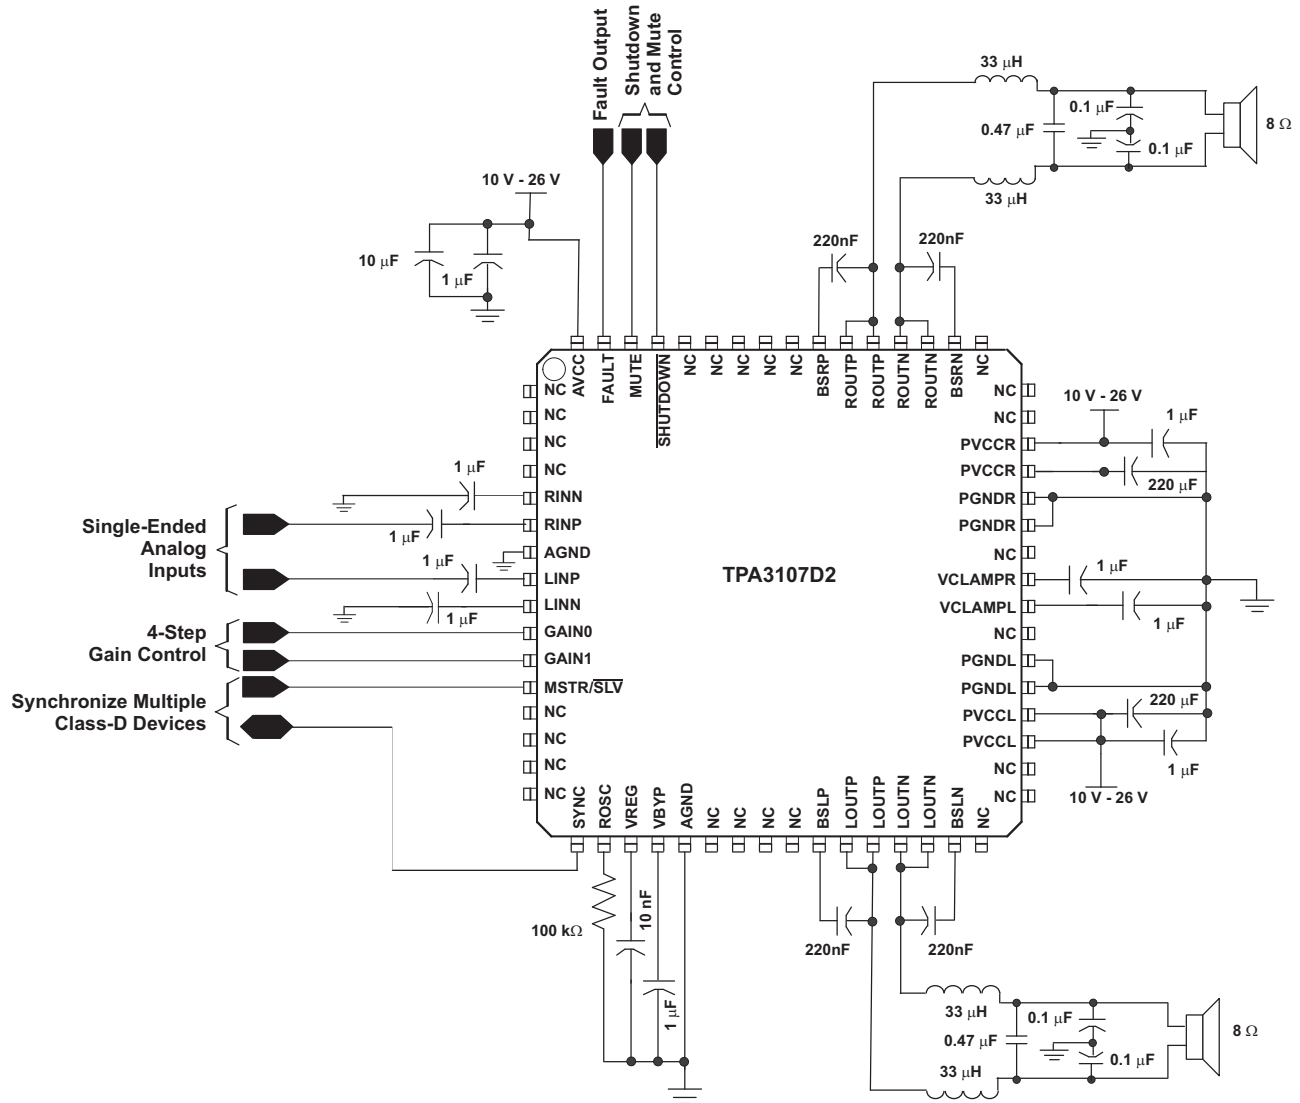 Fault Output
Shutdown
and Mute
Control
33 μH
0.1 μF
0.47 μF
0.1 μF
8 Ω
33 μH
10 V - 26 V
10 μF
1 μF
220nF
220nF
AVCC
FAULT
MUTE
SHUTDOWN
NC
NC
NC
NC
NC
BSRP
ROUTP
ROUTP
ROUTN
ROUTN
BSRN
NC
NC
NC
NC
NC
RINN
RINP
AGND
LINP
LINN
GAIN0
GAIN1
MSTR/SLV
NC
NC
NC
NC
1 μF
1 μF
1 μF
1 μF
Single-Ended
Analog
Inputs
4-Step
Gain Control
Synchronize Multiple
Class-D Devices
TPA3107D2
NC
NC
PVCCR
PVCCR
PGNDR
PGNDR
NC
VCLAMPR
VCLAMPL
NC
PGNDL
PGNDL
PVCCL
PVCCL
NC
NC
10 V - 26 V
1 μF
220 μF
1 μF
1 μF
220 μF
1 μF
10 V - 26 V
SYNC
ROSC
VREG
VBYP
AGND
NC
NC
NC
NC
BSLP
LOUTP
LOUTP
LOUTN
LOUTN
BSLN
NC
100 kΩ
10 nF
1 μF
220nF
220nF
33 μH
0.1 μF
0.47 μF
0.1 μF
8 Ω
33 μH